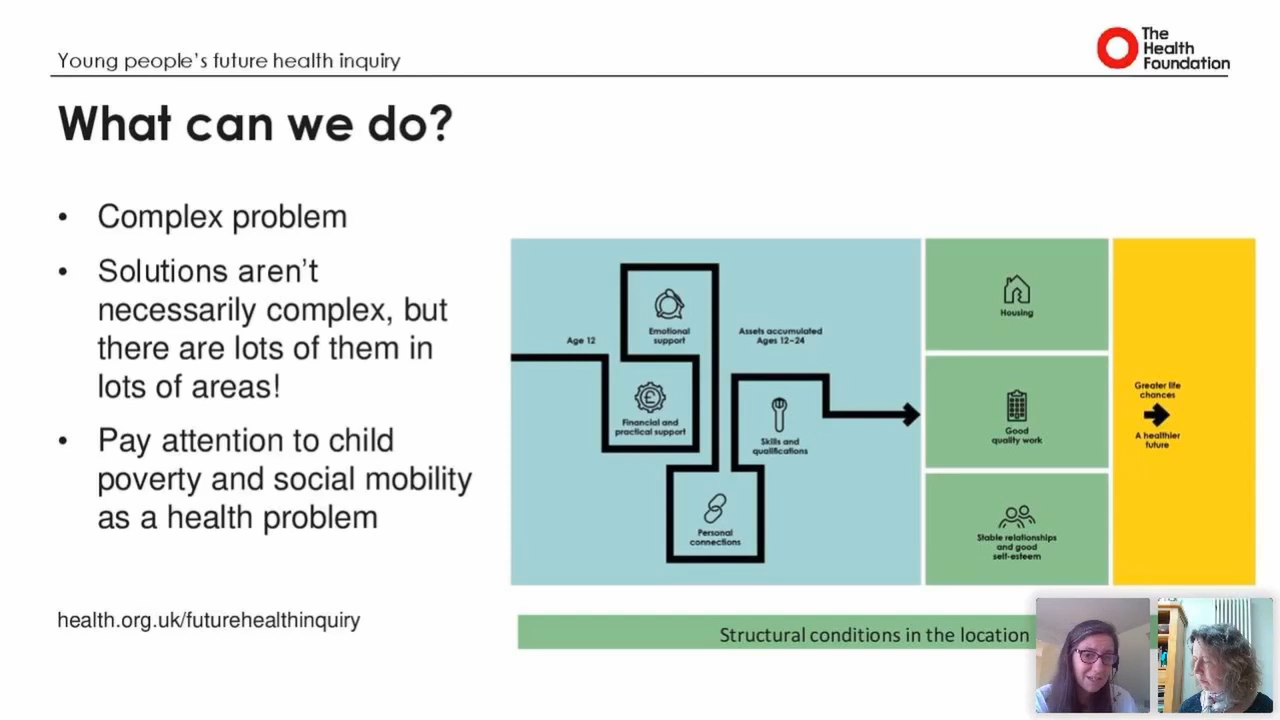 Young people's future health inquiry
The
Health
Foundation
What can we do?
• Complex problem
• Solutions aren't
necessarily complex, but
there are lots of them in
lots of areas!
• Pay attention to child
poverty and social mobility
as a health problem
health.org.uk/futurehealthinquiry
Age 12
Emotional
support
Financial and
practical support
Assets accumulated
Ages 12–24
Skills and
qualifications
Personal
connections
Housing
Good
quality work
Stable relationships
and good
self-esteem
Greater life
chances
A healthier
future
Structural conditions in the location